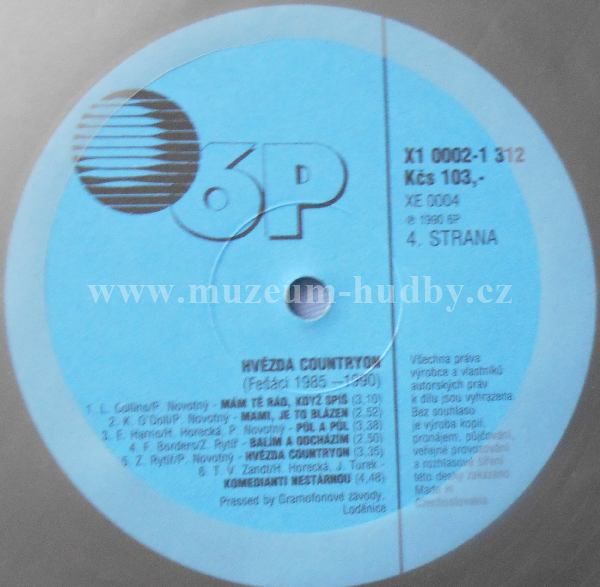 6P
X1 0002-1 312
Kčs 103,-
XE 0004
℗ 1990 6P
4. STRANA
www.muzeum-hudby.cz
HVĚZDA COUNTRYON
(Fešáci 1985 —1990)
1. L. Collins/P. Novotný - MÁM TĚ RÁD, KDYŽ SPÍŠ (3,10)
2. K. O'Doll/P. Novotný - MAMI, JE TO BLÁZEN (2,52)
3. E. Harris/H. Horecká, P. Novotný - PŮL A PŮL (3,38)
4. F. Borders/Z. Rytíř - BALÍM A ODCHÁZÍM (2,50)
5. Z. Rytíř/P. Novotný - HVĚZDA COUNTRYON (3,35)
6. T. V. Zandt/H. Horecká, J. Turek -
KOMEDIANTI NESTÁRNOU (4,48)
Pressed by Gramofonové závody,
Loděnice
Všechna práva
výrobce a vlastníků
autorských práv
k dílu jsou vyhrazena.
Bez souhlasu
je výroba kopií,
pronájem, půjčování,
veřejné provozování
a rozhlasové šíření
této desky zakázáno
Made in
Czechoslovakia